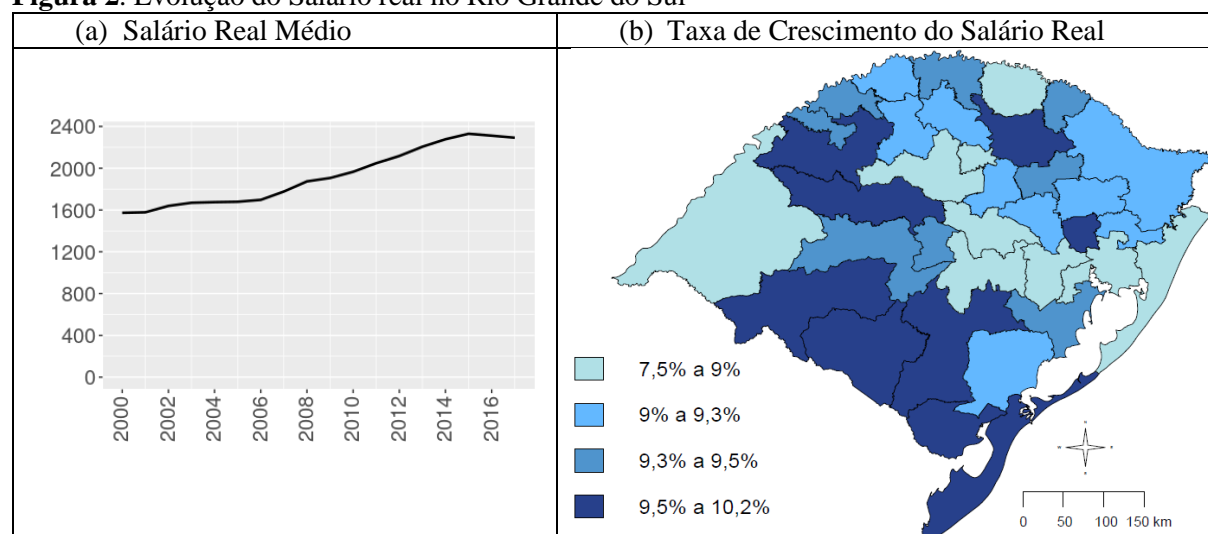 Figura 2. Evolução do Salário real no Rio Grande do Sul
(a) Salário Real Médio
(b) Taxa de Crescimento do Salário Real
2400
2000
1600
1200
800
400
0
2000
2002
2004
2006
2008
2010
2012
2014
2016
7,5% a 9%
9% a 9,3%
9,3% a 9,5%
9,5% a 10,2%
0 50 100 150 km